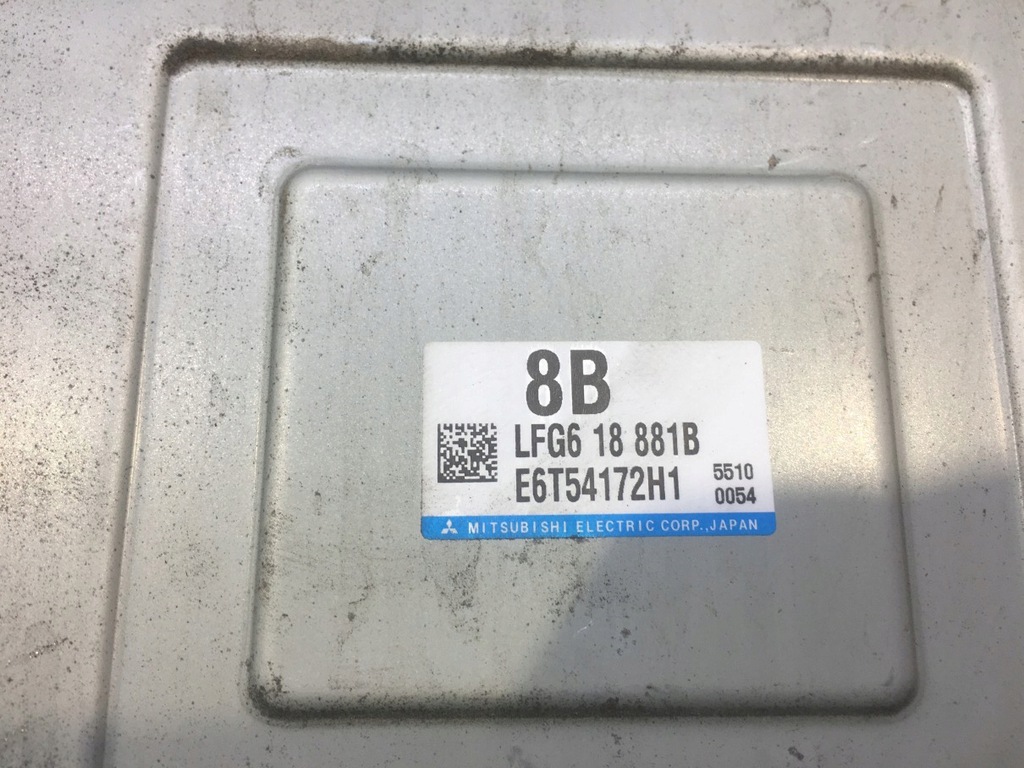 8B
LFG6 18 881B
E6T54172H1
5510
0054
MITSUBISHI ELECTRIC CORP.,JAPAN